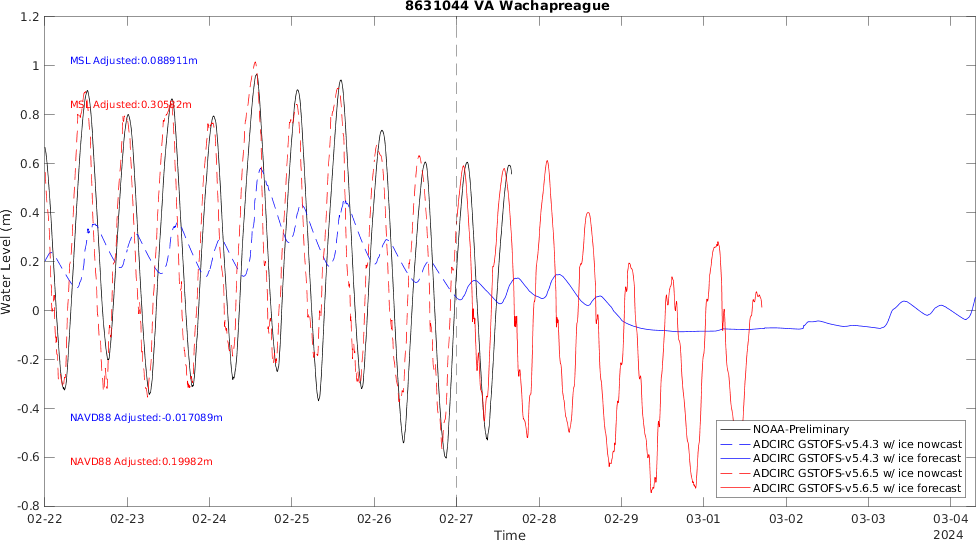 8631044 VA Wachapreague
1.2
1
0.8
0.6
0.4
0.2
0
-0.2
-0.4
-0.6
-0.8
Water Level (m)
MSL Adjusted:0.088911m
MSL Adjusted:0.30582m
NAVD88 Adjusted:-0.017089m
NAVD88 Adjusted:0.19982m
NOAA-Preliminary
ADCIRC GSTOFS-v5.4.3 w/ ice nowcast
ADCIRC GSTOFS-v5.4.3 w/ ice forecast
ADCIRC GSTOFS-v5.6.5 w/ ice nowcast
ADCIRC GSTOFS-v5.6.5 w/ ice forecast
02-22 02-23 02-24 02-25 02-26 02-27 02-28 02-29 03-01 03-02 03-03 03-04
Time
2024